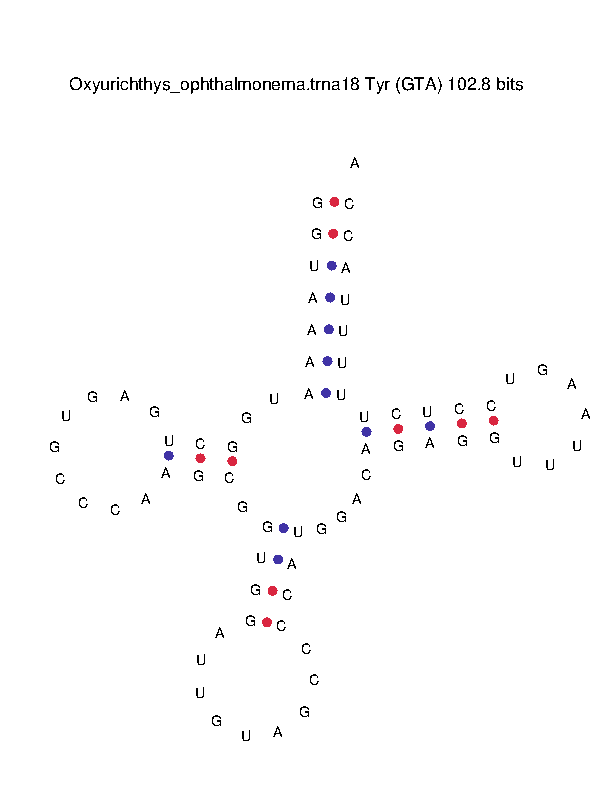 Oxyurichthys_ophthalmonema.trna18 Tyr (GTA) 102.8 bits
A
G C
G C
U A
A U
A U
A U
G
U A
G A U A U
U G G U C U C C A
G U C G A G A G G U
C A G C C U U
C C A G G A
G U G
U A
G C
A G C
C
U
C
U
G
G
U A